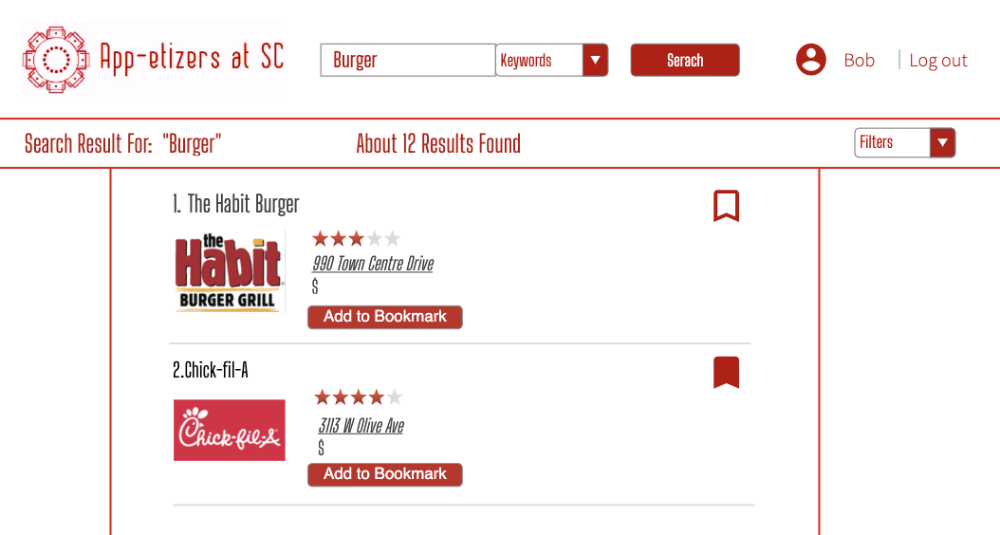 App-etizers at SC
Burger
Keywords
Serach
Bob
Log out
Search Result For: "Burger"
About 12 Results Found
Filters
1. The Habit Burger
the
Habit
BURGER GRILL
990 Town Centre Drive
$
Add to Bookmark
2.Chick-fil-A
Chick-fil-A
3113 W Olive Ave
$
Add to Bookmark